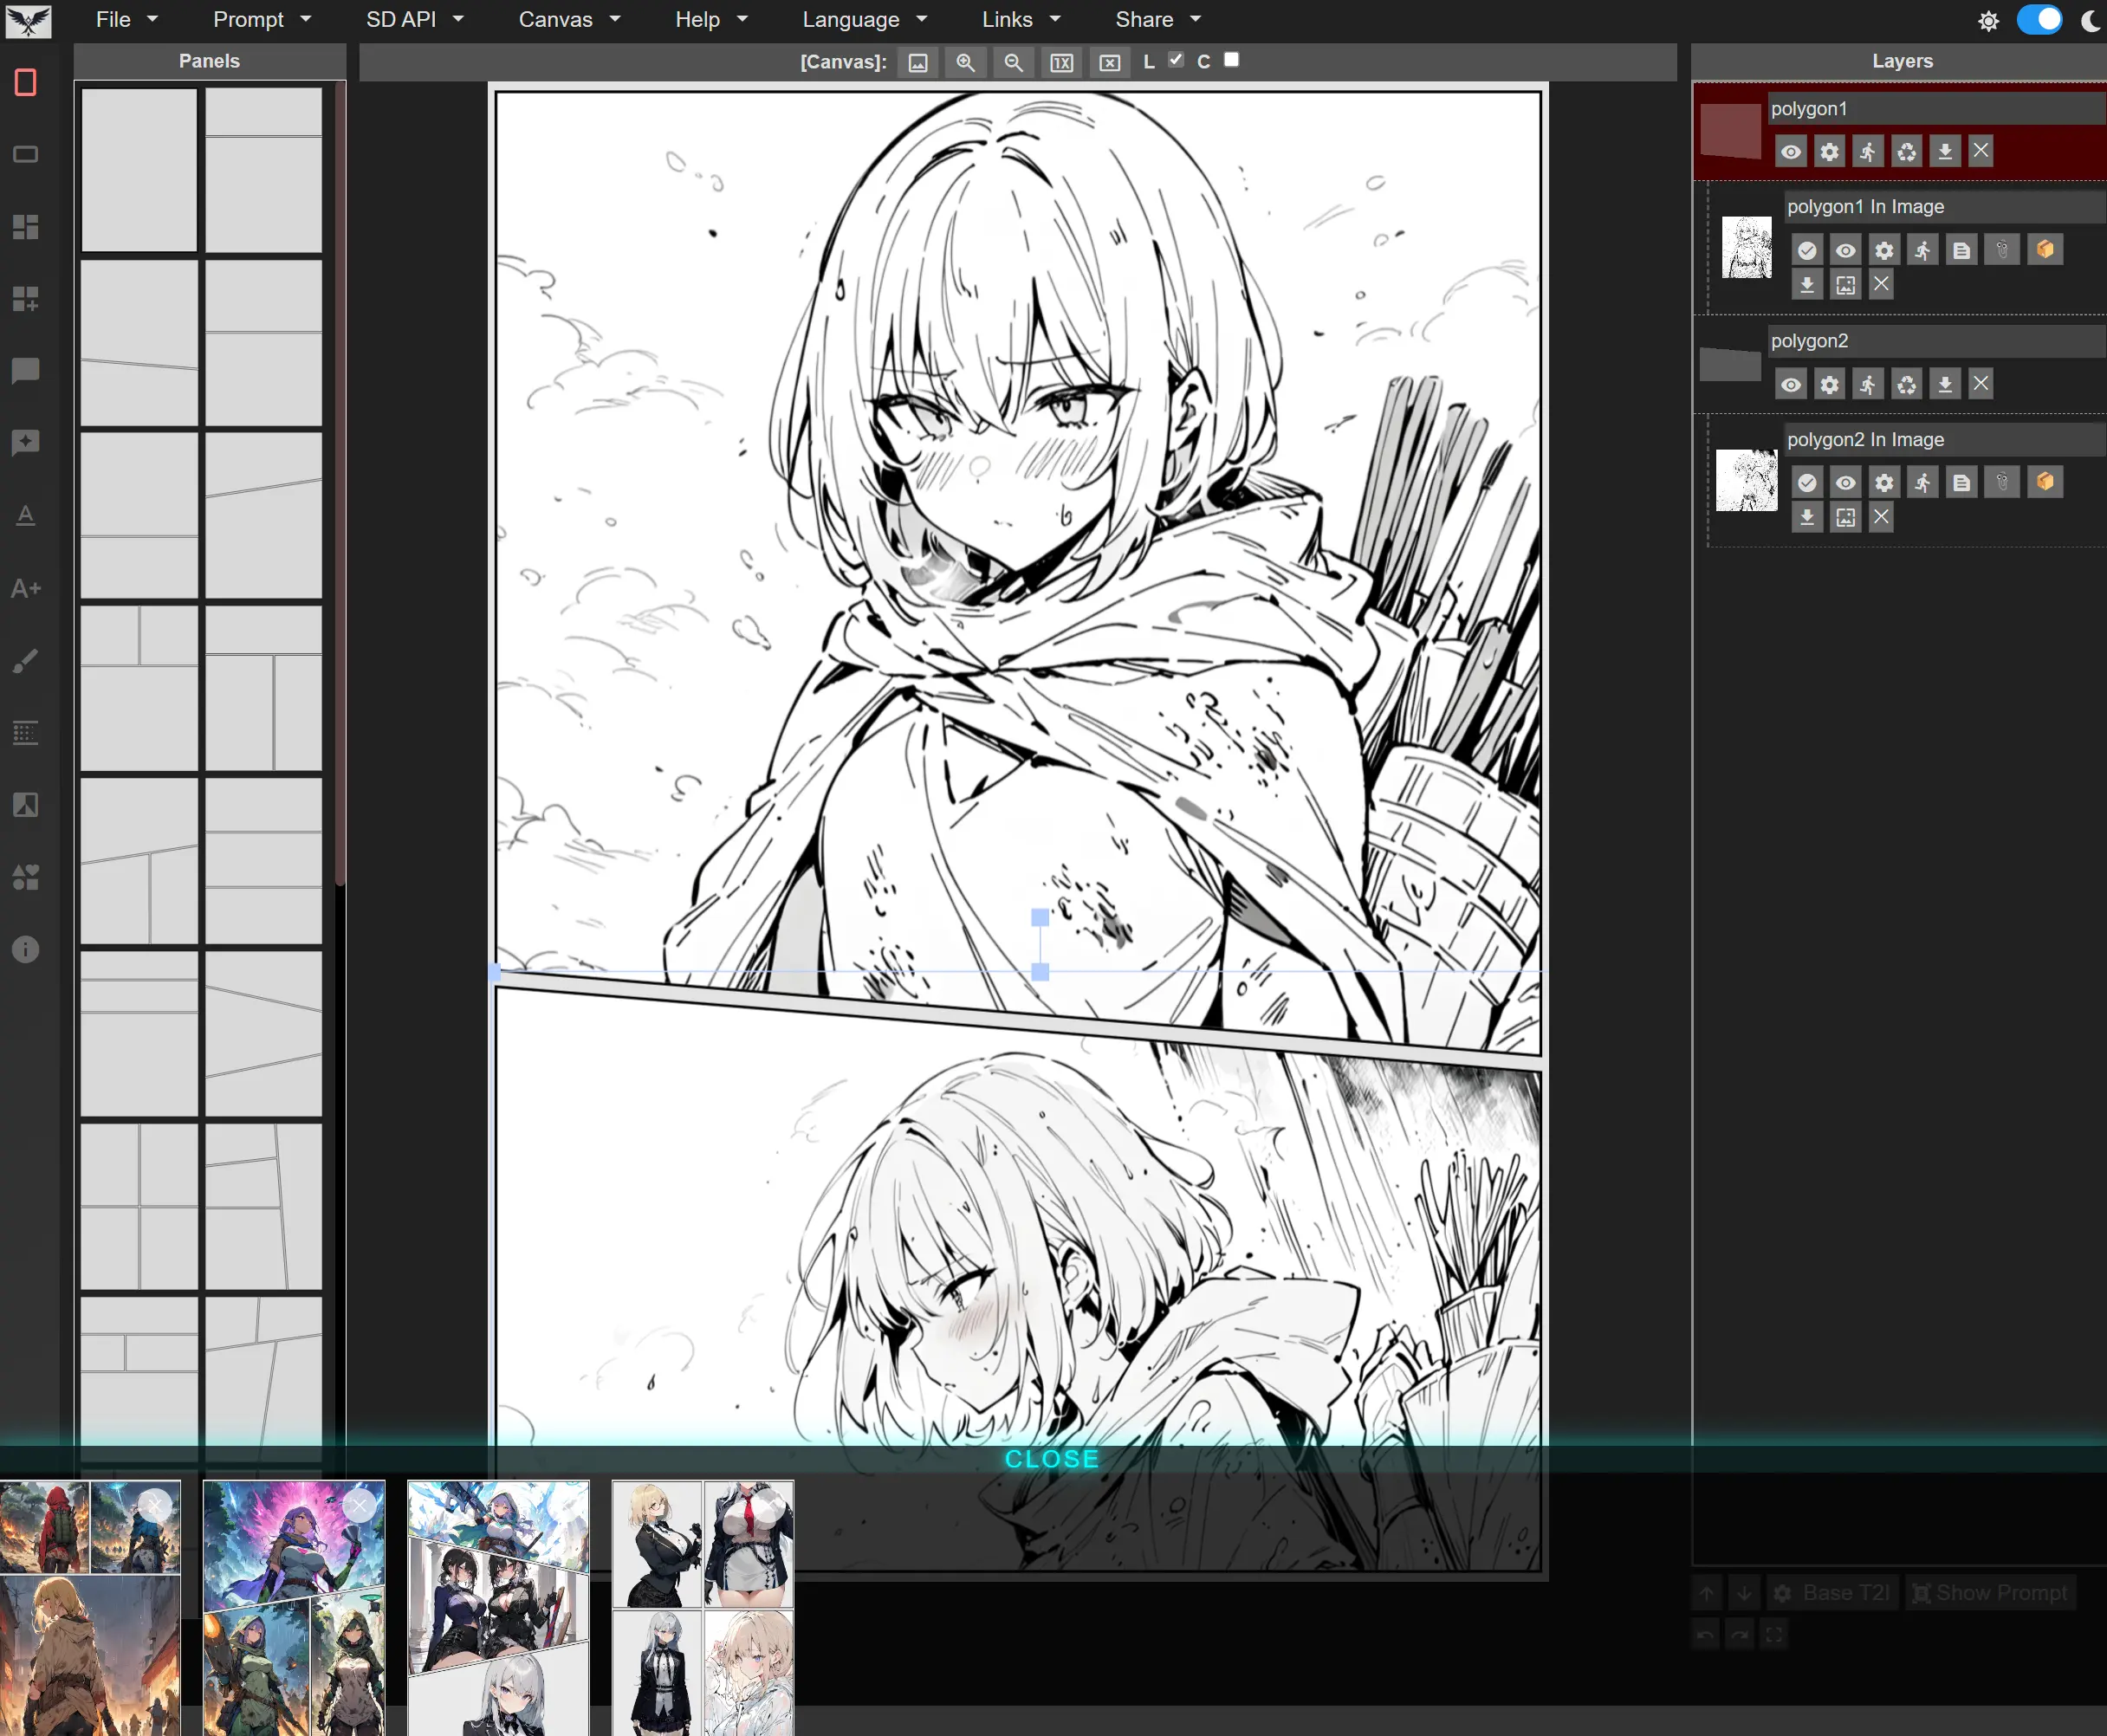 File Prompt SD API Canvas Help Language Links Share
Panels
[Canvas]: 1X L C
Layers
polygon1
polygon1 In Image
polygon2
polygon2 In Image
A
A+
CLOSE
Base T2I Show Prompt